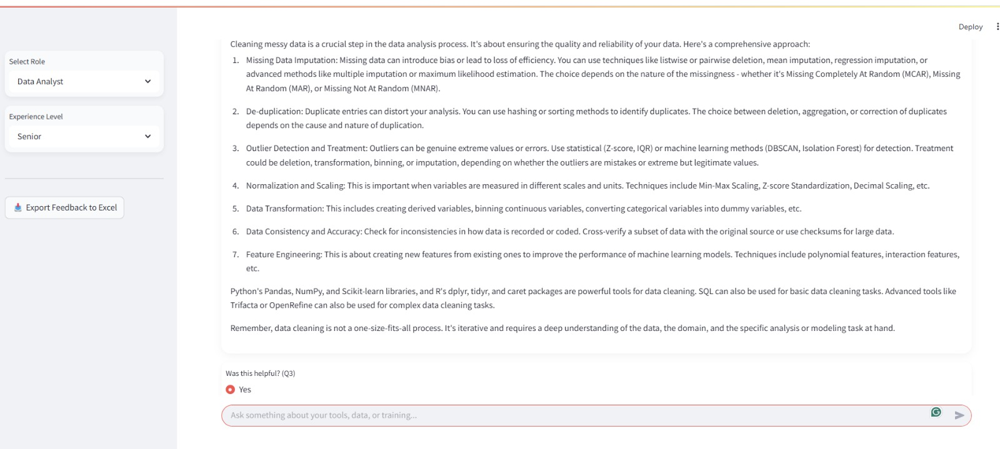 Deploy
Select Role
Data Analyst
Experience Level
Senior
Export Feedback to Excel
Cleaning messy data is a crucial step in the data analysis process. It's about ensuring the quality and reliability of your data. Here's a comprehensive approach:
1. Missing Data Imputation: Missing data can introduce bias or lead to loss of efficiency. You can use techniques like listwise or pairwise deletion, mean imputation, regression imputation, or
advanced methods like multiple imputation or maximum likelihood estimation. The choice depends on the nature of the missingness - whether it's Missing Completely At Random (MCAR), Missing
At Random (MAR), or Missing Not At Random (MNAR).
2. De-duplication: Duplicate entries can distort your analysis. You can use hashing or sorting methods to identify duplicates. The choice between deletion, aggregation, or correction of duplicates
depends on the cause and nature of duplication.
3. Outlier Detection and Treatment: Outliers can be genuine extreme values or errors. Use statistical (Z-score, IQR) or machine learning methods (DBSCAN, Isolation Forest) for detection. Treatment
could be deletion, transformation, binning, or imputation, depending on whether the outliers are mistakes or extreme but legitimate values.
4. Normalization and Scaling: This is important when variables are measured in different scales and units. Techniques include Min-Max Scaling, Z-score Standardization, Decimal Scaling, etc.
5. Data Transformation: This includes creating derived variables, binning continuous variables, converting categorical variables into dummy variables, etc.
6. Data Consistency and Accuracy: Check for inconsistencies in how data is recorded or coded. Cross-verify a subset of data with the original source or use checksums for large data.
7. Feature Engineering: This is about creating new features from existing ones to improve the performance of machine learning models. Techniques include polynomial features, interaction features,
etc.
Python's Pandas, NumPy, and Scikit-learn libraries, and R's dplyr, tidyr, and caret packages are powerful tools for data cleaning. SQL can also be used for basic data cleaning tasks. Advanced tools like
Trifacta or OpenRefine can also be used for complex data cleaning tasks.
Remember, data cleaning is not a one-size-fits-all process. It's iterative and requires a deep understanding of the data, the domain, and the specific analysis or modeling task at hand.
Was this helpful? (Q3)
Yes
Ask something about your tools, data, or training...